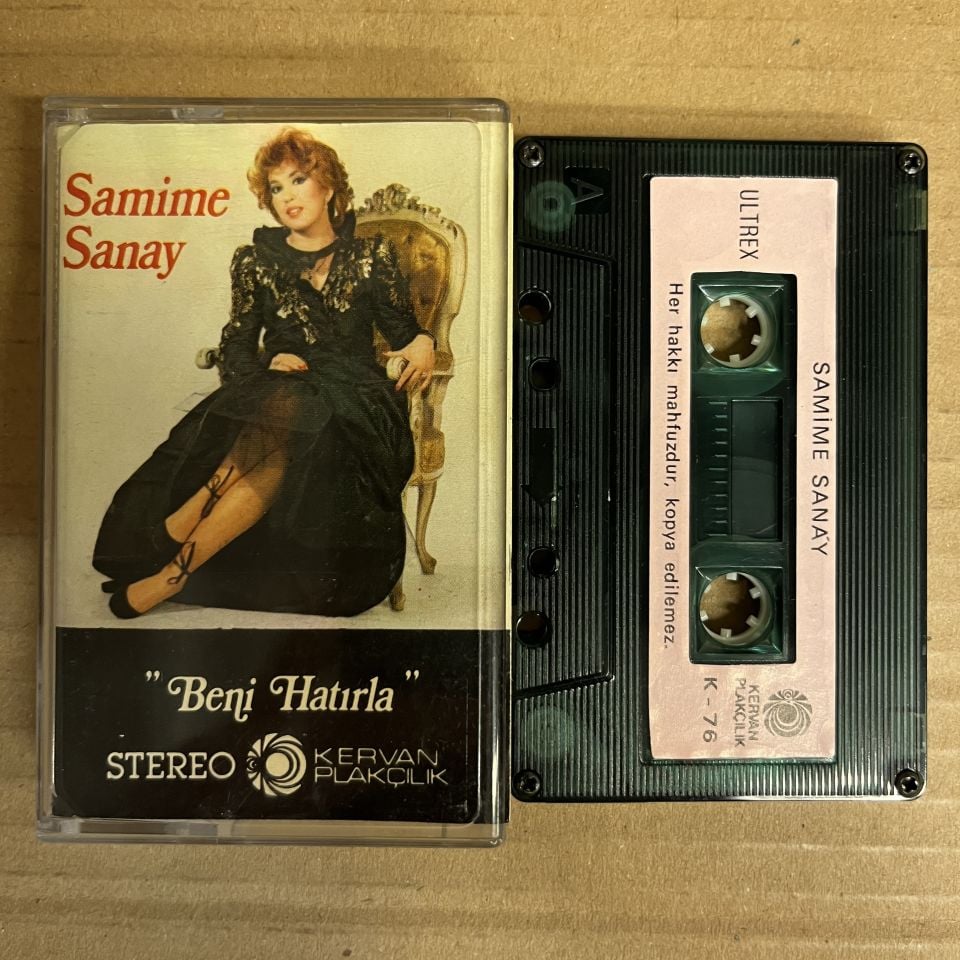 Samime
Sanay
"Beni Hatırla"
STEREO
KERVAN
PLAKÇILIK
A
ULTREX
SAMİME SANAY
Her hakkı mahfuzdur, kopya edilemez.
KERVAN
PLAKÇILIK
K-76